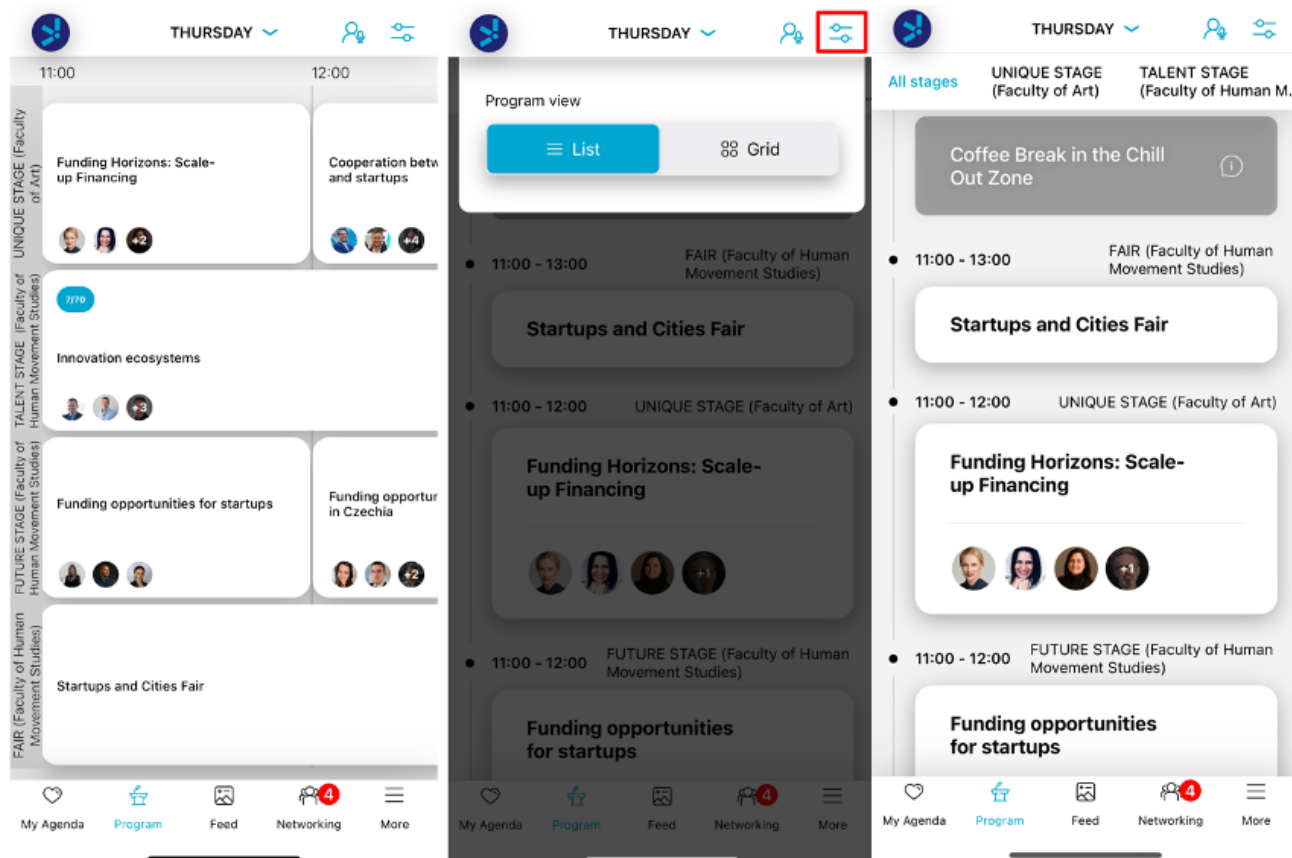 THURSDAY
11:00
12:00
UNIQUE STAGE (Faculty
of Art)
Funding Horizons: Scale-
up Financing
+2
Cooperation betw
and startups
+4
TALENT STAGE (Faculty of
Human Movement Studies)
7/70
Innovation ecosystems
+3
FUTURE STAGE (Faculty of
Human Movement Studies)
Funding opportunities for startups
Funding opportur
in Czechia
+2
FAIR (Faculty of Human
Movement Studies)
Startups and Cities Fair
My Agenda
Program
Feed
4
Networking
More
THURSDAY
Program view
List
Grid
11:00 - 13:00
FAIR (Faculty of Human
Movement Studies)
Startups and Cities Fair
11:00 - 12:00
UNIQUE STAGE (Faculty of Art)
Funding Horizons: Scale-
up Financing
+1
11:00 - 12:00
FUTURE STAGE (Faculty of Human
Movement Studies)
Funding opportunities
for startups
My Agenda
Program
Feed
4
Networking
More
THURSDAY
All stages
UNIQUE STAGE
(Faculty of Art)
TALENT STAGE
(Faculty of Human M.
Coffee Break in the Chill
Out Zone
11:00 - 13:00
FAIR (Faculty of Human
Movement Studies)
Startups and Cities Fair
11:00 - 12:00
UNIQUE STAGE (Faculty of Art)
Funding Horizons: Scale-
up Financing
+1
11:00 - 12:00
FUTURE STAGE (Faculty of Human
Movement Studies)
Funding opportunities
for startups
My Agenda
Program
Feed
4
Networking
More